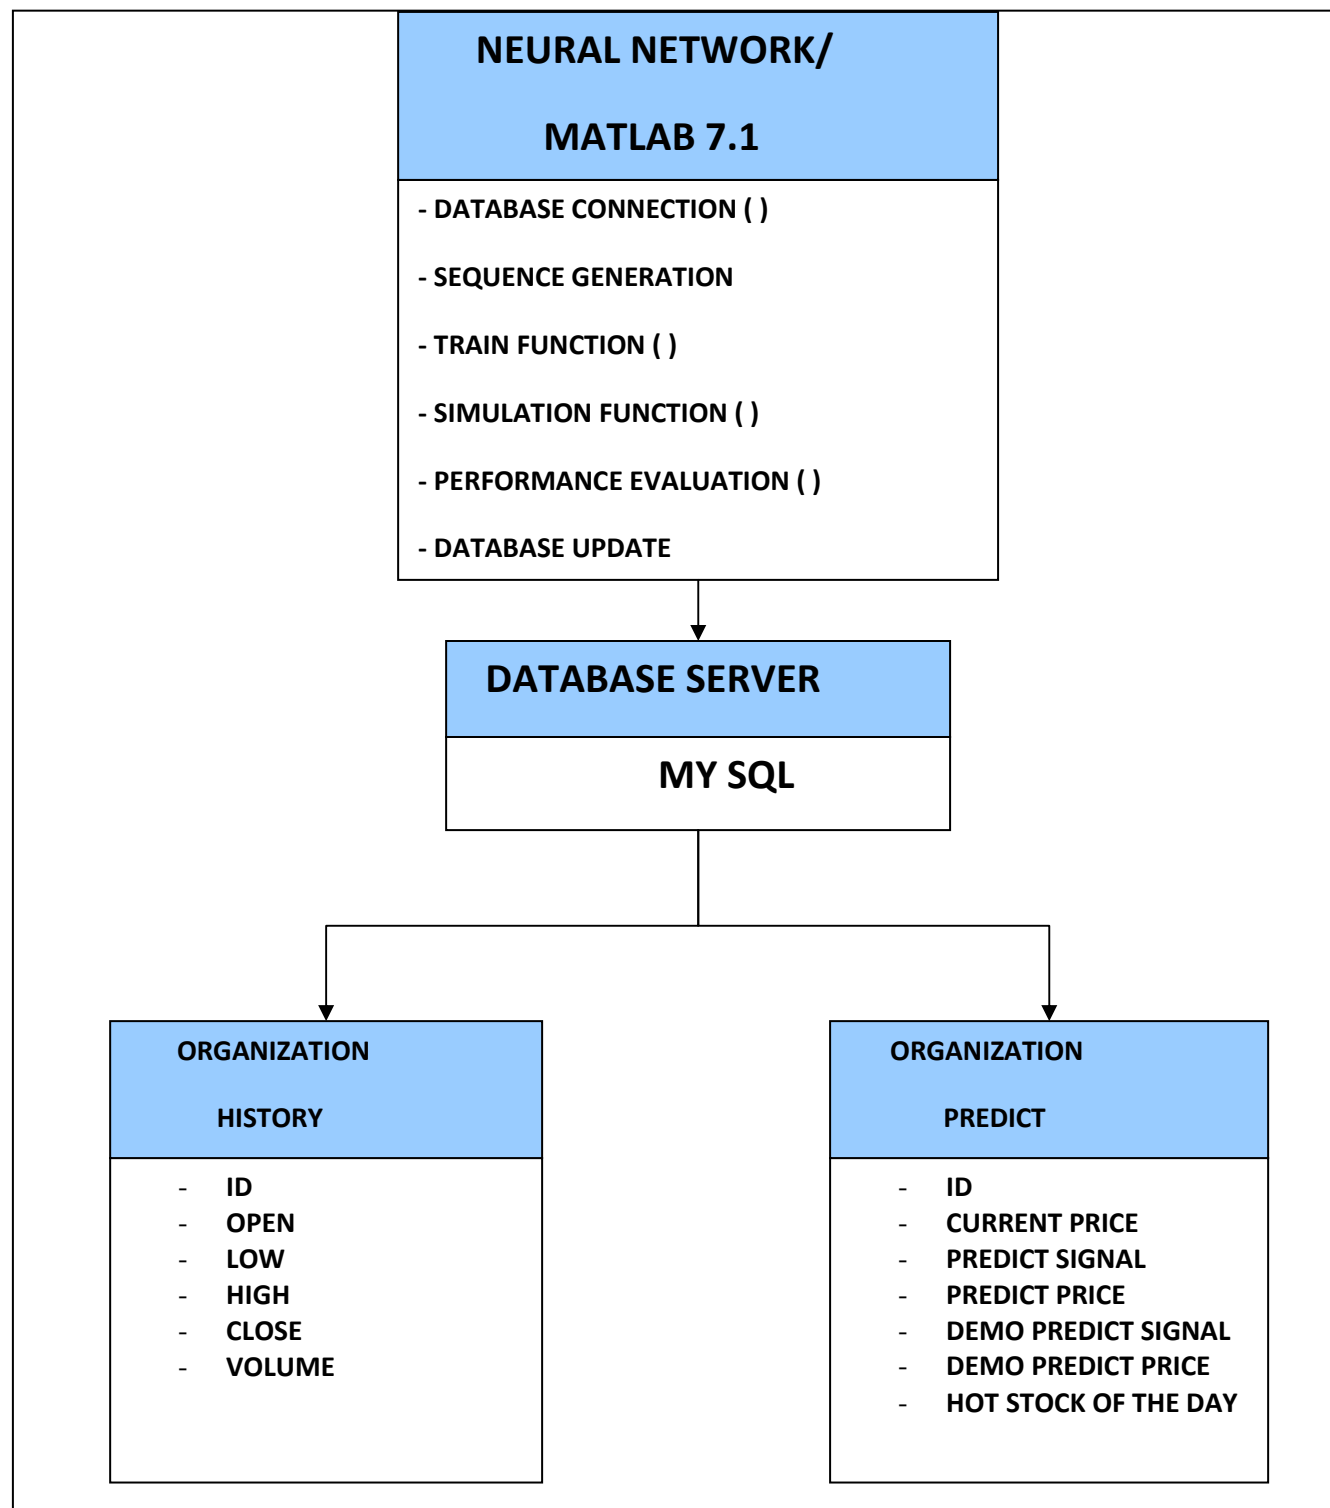 NEURAL NETWORK/
MATLAB 7.1
- DATABASE CONNECTION ( )
- SEQUENCE GENERATION
- TRAIN FUNCTION ( )
- SIMULATION FUNCTION ( )
- PERFORMANCE EVALUATION ( )
- DATABASE UPDATE
DATABASE SERVER
MY SQL
ORGANIZATION
HISTORY
- ID
- OPEN
- LOW
- HIGH
- CLOSE
- VOLUME
ORGANIZATION
PREDICT
- ID
- CURRENT PRICE
- PREDICT SIGNAL
- PREDICT PRICE
- DEMO PREDICT SIGNAL
- DEMO PREDICT PRICE
- HOT STOCK OF THE DAY